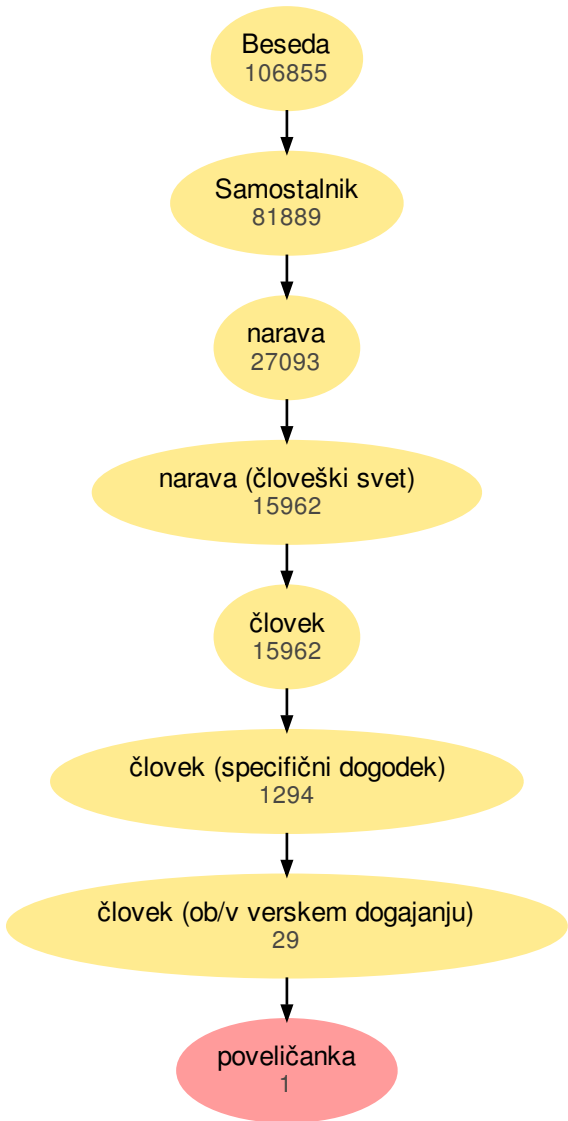 Beseda
106855
Samostalnik
81889
narava
27093
narava (človeški svet)
15962
človek
15962
človek (specifični dogodek)
1294
človek (ob/v verskem dogajanju)
29
poveličanka
1